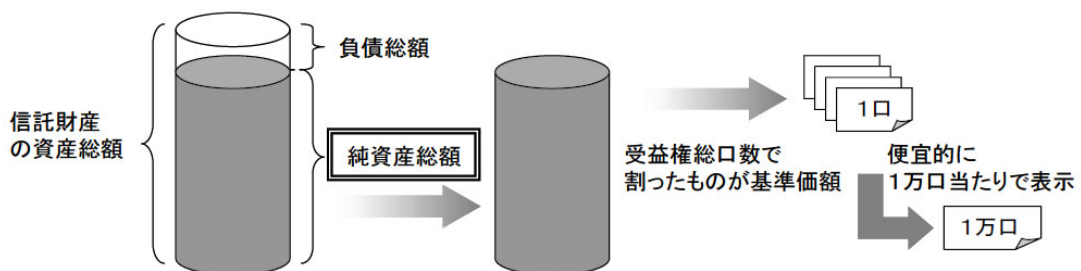 負債総額
信託財産
の資産総額
純資産総額
1口
受益権総口数で
割ったものが基準価額
便宜的に
1万口当たりで表示
1万口